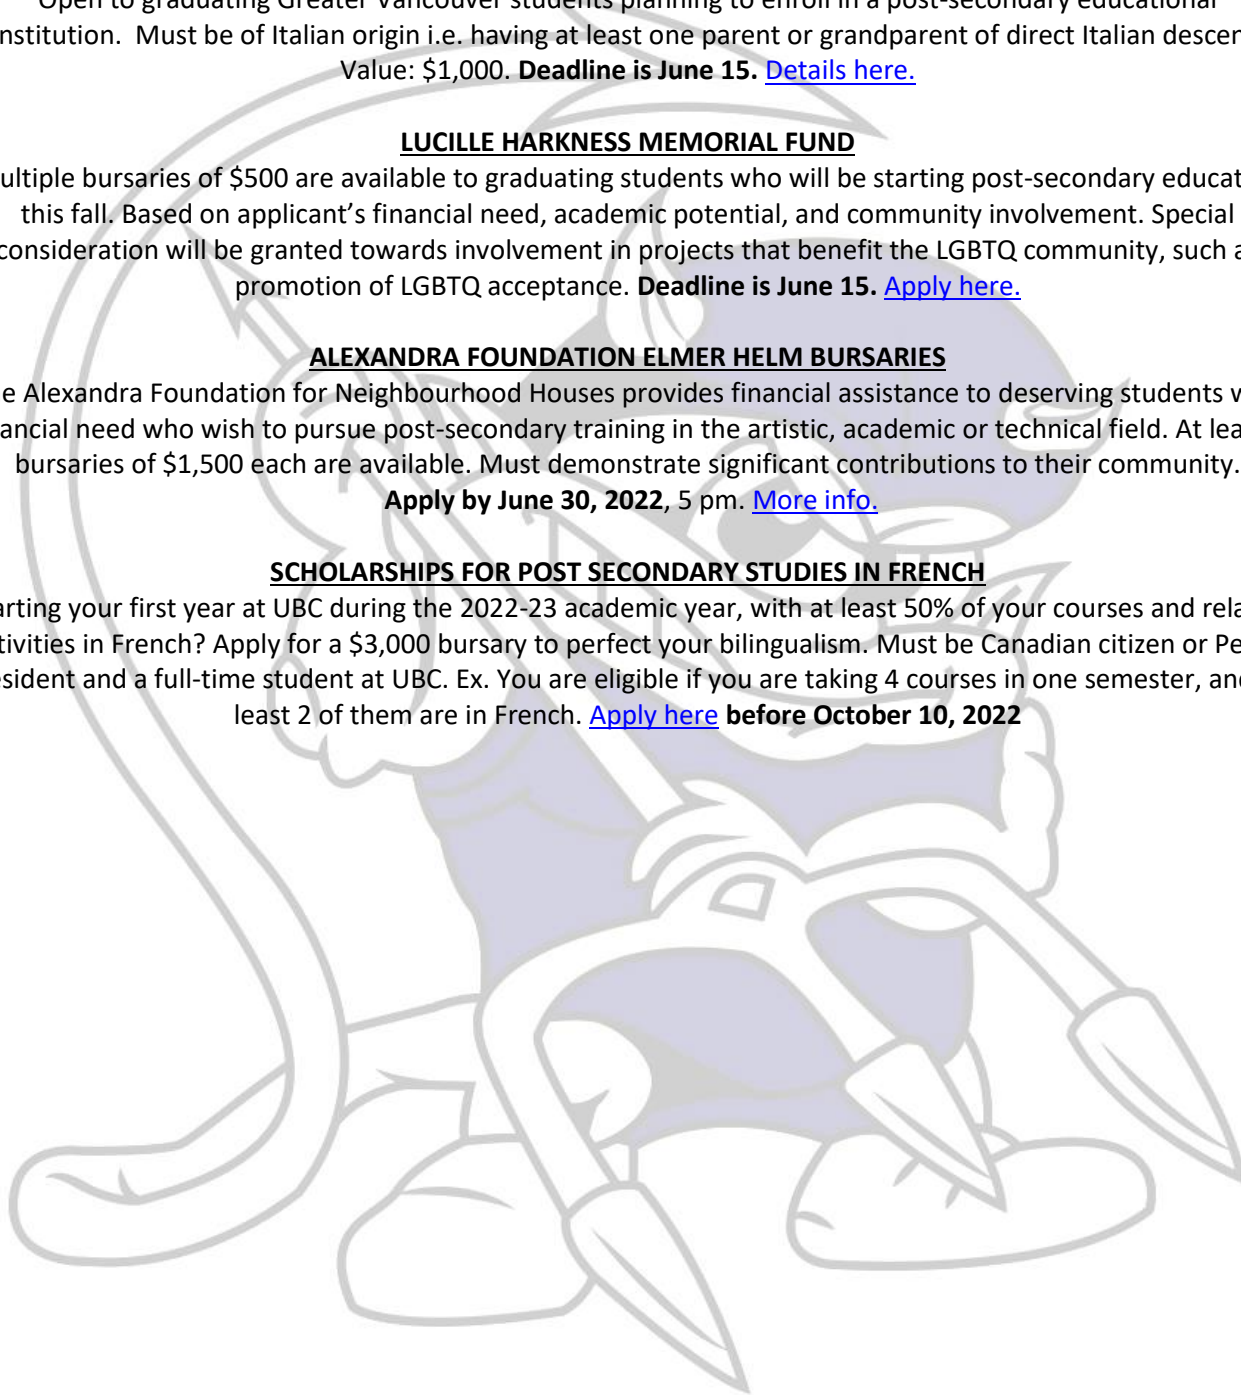 Open to graduating Greater Vancouver students planning to enroll in a post-secondary educational
nstitution. Must be of Italian origin i.e. having at least one parent or grandparent of direct Italian descen
Value: $1,000. Deadline is June 15. Details here.
LUCILLE HARKNESS MEMORIAL FUND
ultiple bursaries of $500 are available to graduating students who will be starting post-secondary educat
this fall. Based on applicant’s financial need, academic potential, and community involvement. Special
consideration will be granted towards involvement in projects that benefit the LGBTQ community, such a
promotion of LGBTQ acceptance. Deadline is June 15. Apply here.
ALEXANDRA FOUNDATION ELMER HELM BURSARIES
e Alexandra Foundation for Neighbourhood Houses provides financial assistance to deserving students w
ancial need who wish to pursue post-secondary training in the artistic, academic or technical field. At lea
bursaries of $1,500 each are available. Must demonstrate significant contributions to their community.
Apply by June 30, 2022, 5 pm. More info.
SCHOLARSHIPS FOR POST SECONDARY STUDIES IN FRENCH
arting your first year at UBC during the 2022-23 academic year, with at least 50% of your courses and rela
tivities in French? Apply for a $3,000 bursary to perfect your bilingualism. Must be Canadian citizen or Pe
esident and a full-time student at UBC. Ex. You are eligible if you are taking 4 courses in one semester, and
least 2 of them are in French. Apply here before October 10, 2022